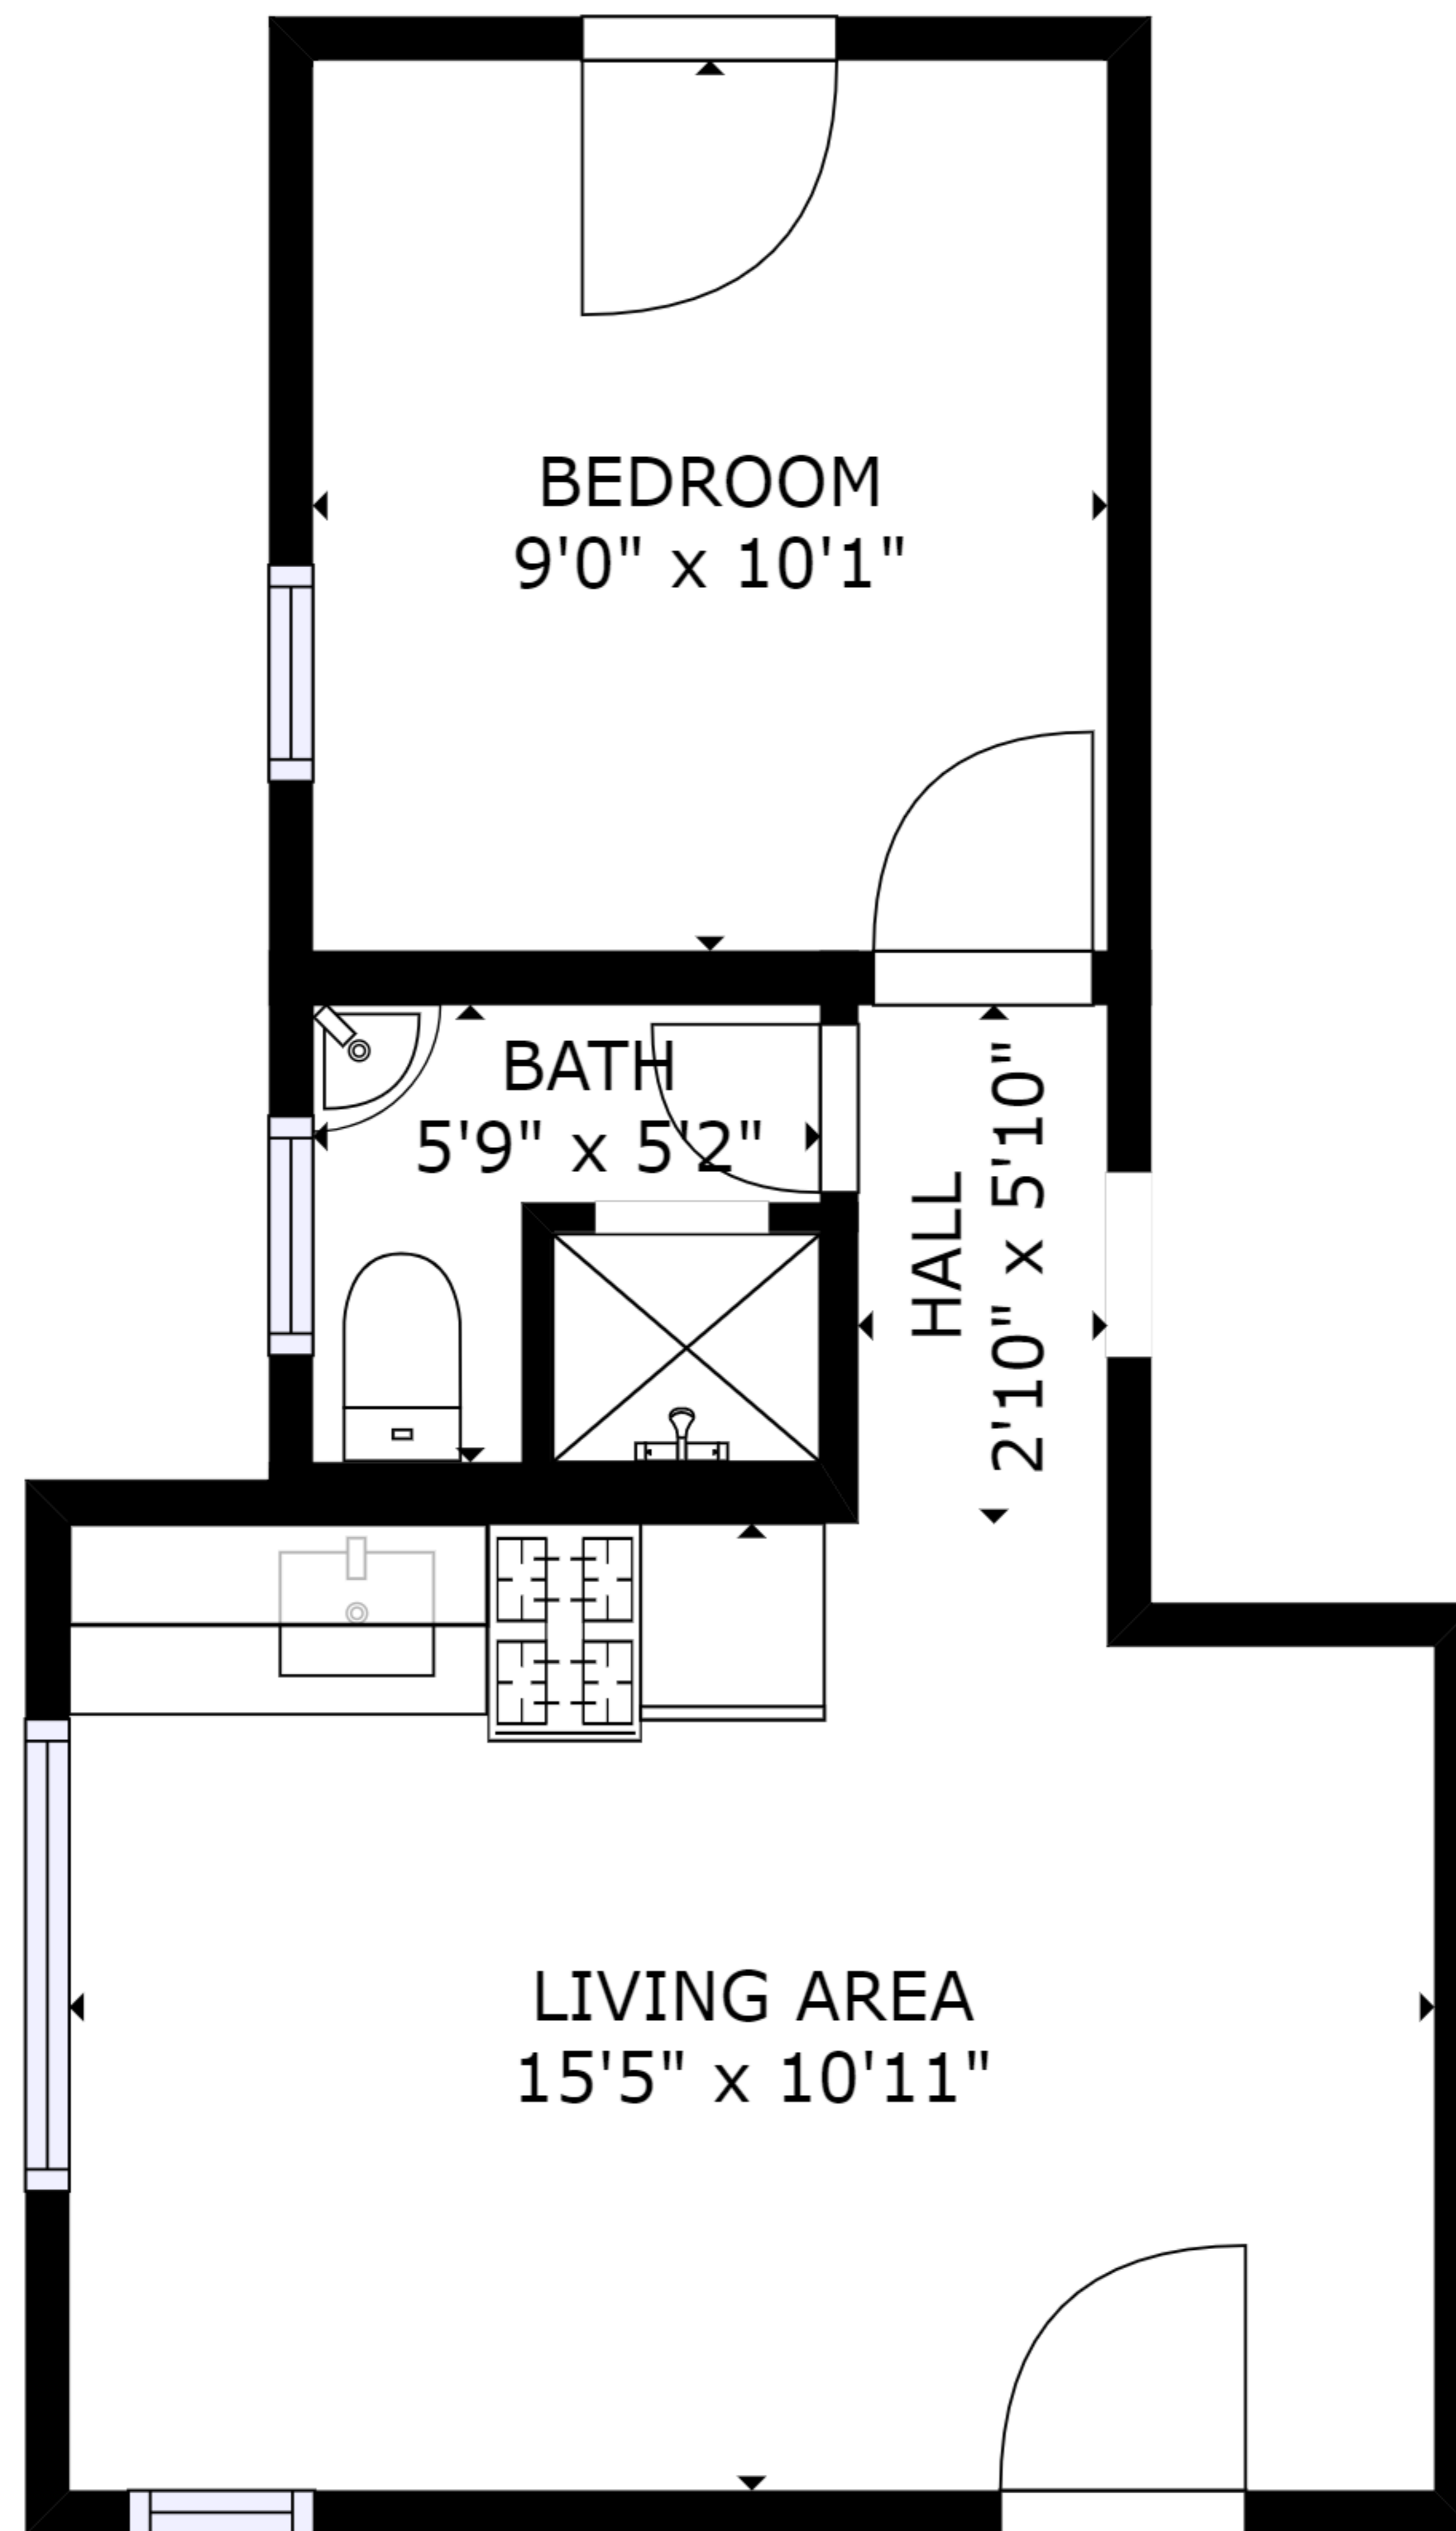 BEDROOM
9'0" x 10'1"
BATH
5'9" x 5'2"
HALL
2'10" x 5'10"
LIVING AREA
15'5" x 10'11"